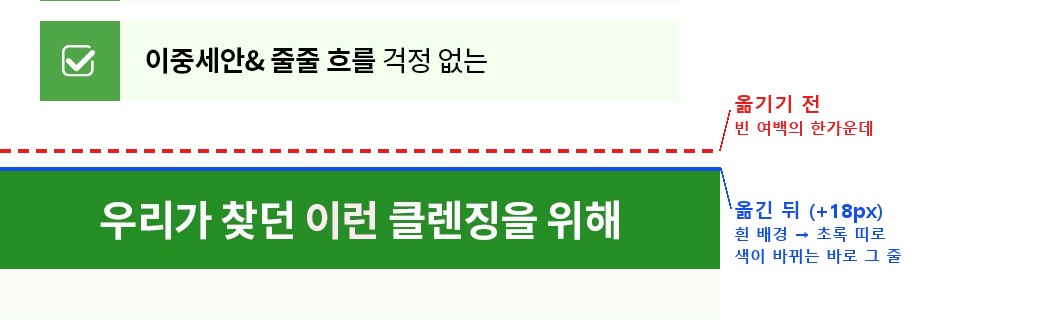 이중세안& 줄줄 흐를 걱정 없는
옮기기 전
빈 여백의 한가운데
우리가 찾던 이런 클렌징을 위해
옮긴 뒤 (+18px)
흰 배경 → 초록 띠로
색이 바뀌는 바로 그 줄